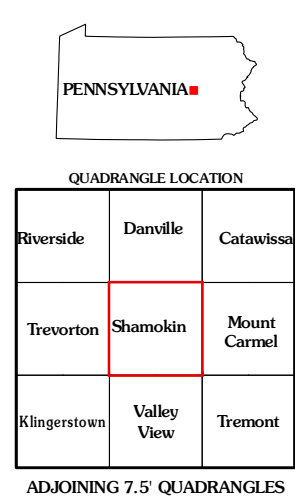 PENNSYLVANIA
QUADRANGLE LOCATION
Riverside
Danville
Catawissa
Trevorton
Shamokin
Mount
Carmel
Klingerstown
Valley
View
Tremont
ADJOINING 7.5' QUADRANGLES